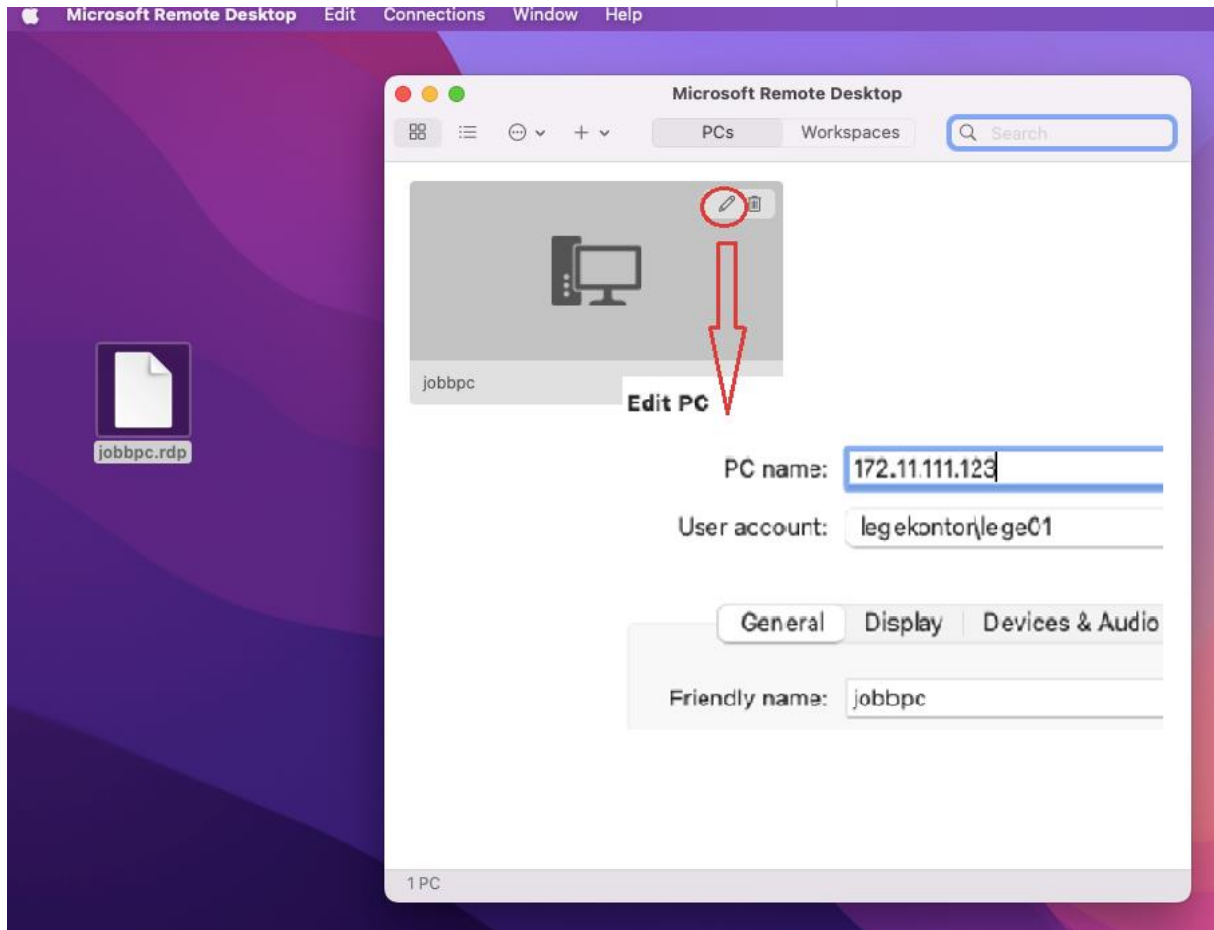 Microsoft Remote Desktop Edit Connections Window Help
Microsoft Remote Desktop
PCs Workspaces Search
jobbpc
jobbpc.rdp
Edit PC
PC name: 172.11.111.123
User account: legekontor\lege01
General Display Devices & Audio
Friendly name: jobbpc
1 PC